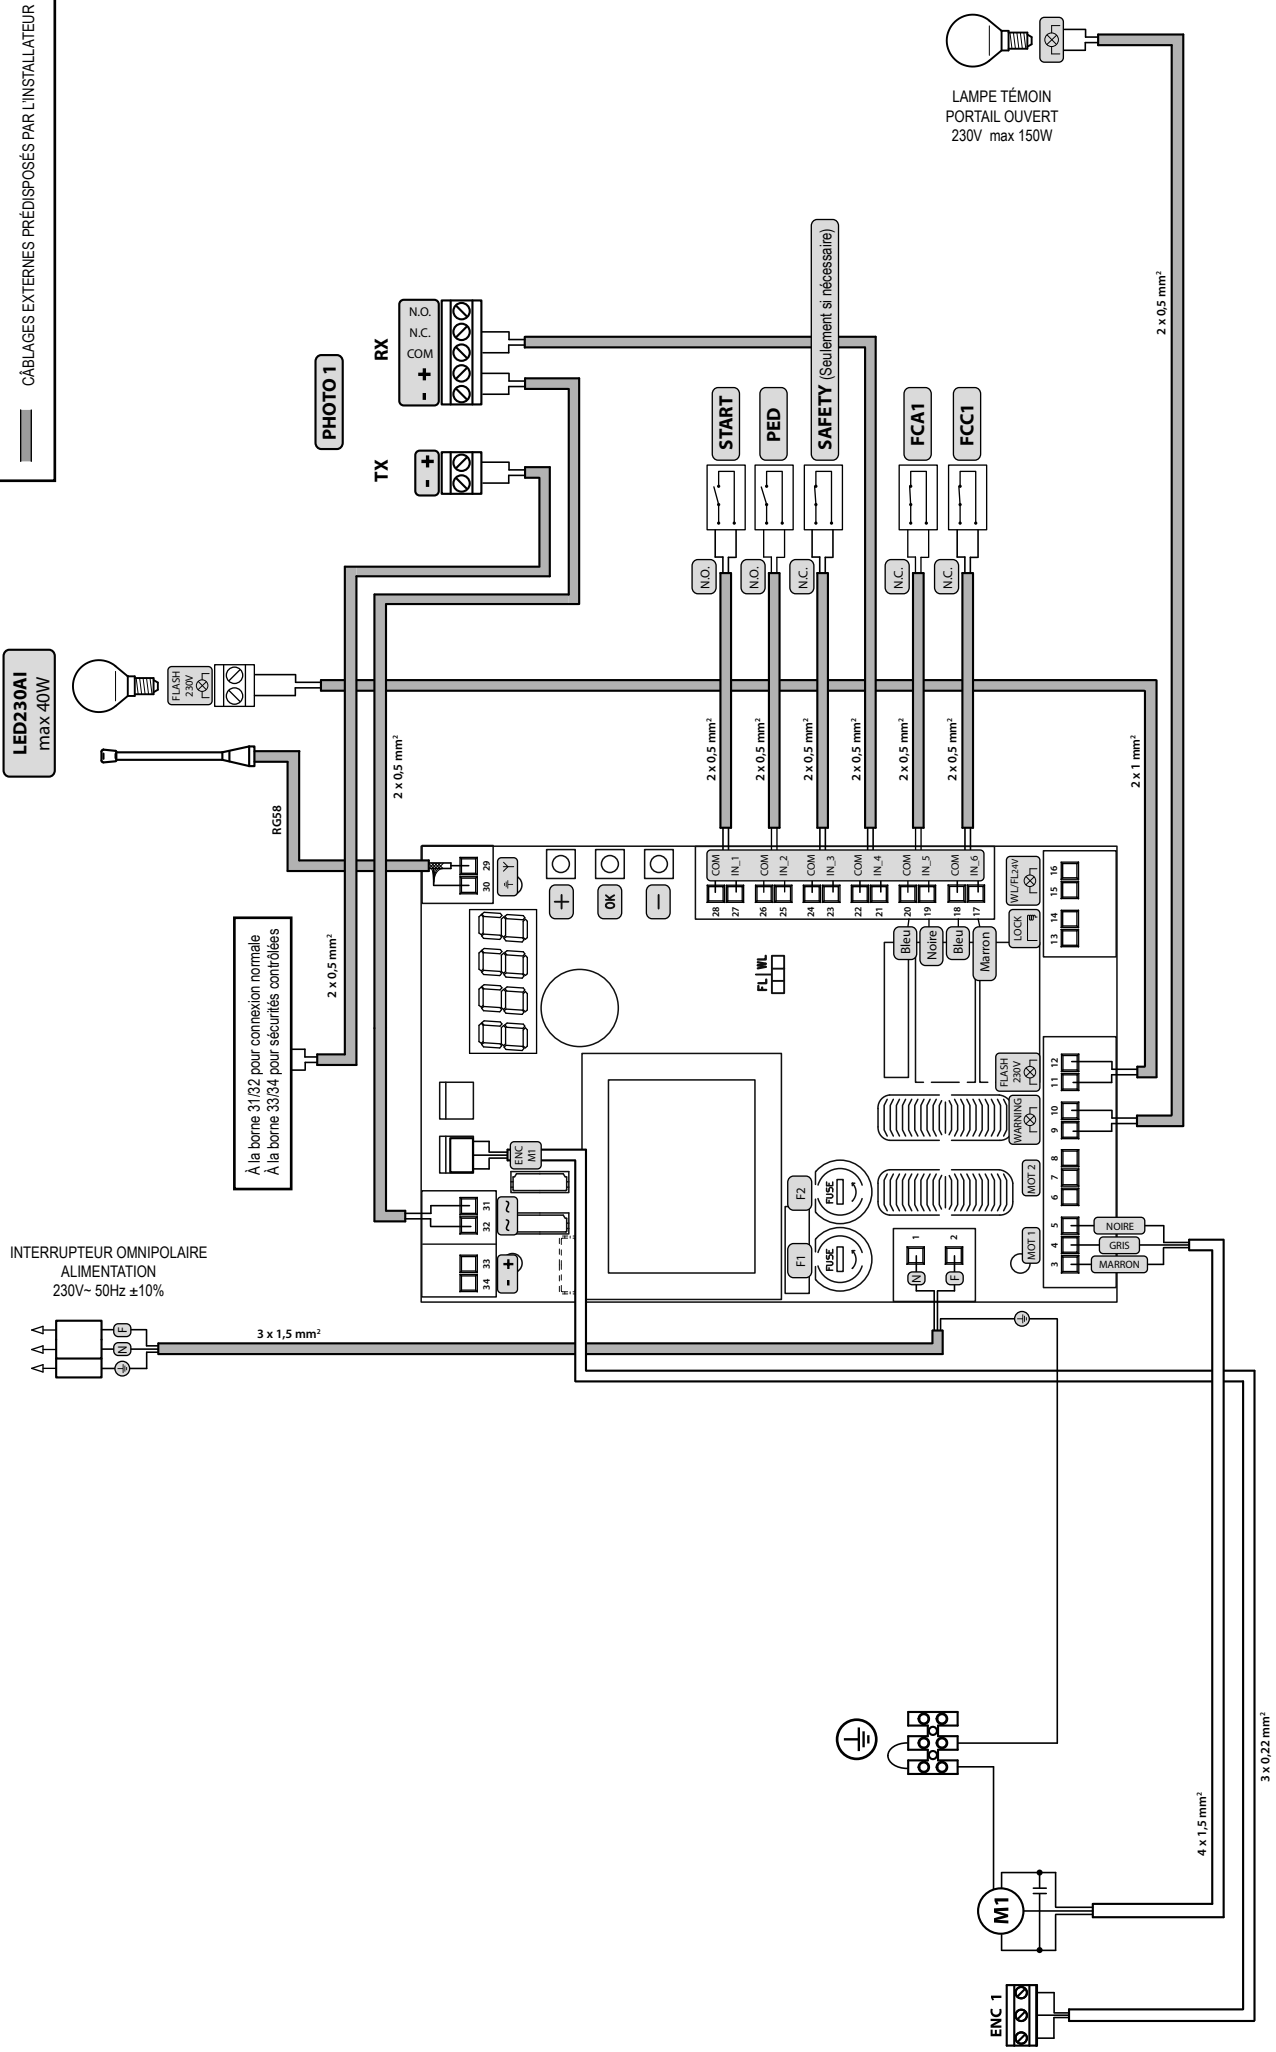 CÂBLAGES EXTERNES PRÉDISPOSÉS PAR L'INSTALLATEUR
LAMPE TÉMOIN
PORTAIL OUVERT
230V max 150W
2 x 0,5 mm²
PHOTO 1
RX
N.O.
N.C.
COM
+
-
TX
- +
LED230AI
max 40W
FLASH
230V
RG58
2 x 0,5 mm²
2 x 0,5 mm²
À la borne 31/32 pour connexion normale
À la borne 33/34 pour sécurités contrôlées
START
PED
SAFETY (Seulement si nécessaire)
FCA1
FCC1
N.O.
N.O.
N.C.
N.C.
N.C.
2 x 0,5 mm²
2 x 0,5 mm²
2 x 0,5 mm²
2 x 0,5 mm²
2 x 0,5 mm²
2 x 0,5 mm²
2 x 1 mm²
29
30
+
OK
-
COM
IN_1
COM
IN_2
COM
IN_3
COM
IN_4
COM
IN_5
COM
IN_6
28
27
26
25
24
23
22
21
20
19
18
17
Bleu
Noire
Bleu
Marron
FL WL
WL/FL24V
LOCK
16
15
14
13
FLASH
230V
WARNING
12
11
10
9
8
7
6
5
4
3
MOT 2
MOT 1
NOIRE
GRIS
MARRON
ENC
M1
31
32
33
34
~ ~
- +
F2
FUSE
F1
FUSE
1
2
N
F
INTERRUPTEUR OMNIPOLAIRE
ALIMENTATION
230V~ 50Hz ±10%
F
N
3 x 1,5 mm²
M1
ENC 1
4 x 1,5 mm²
3 x 0,22 mm²